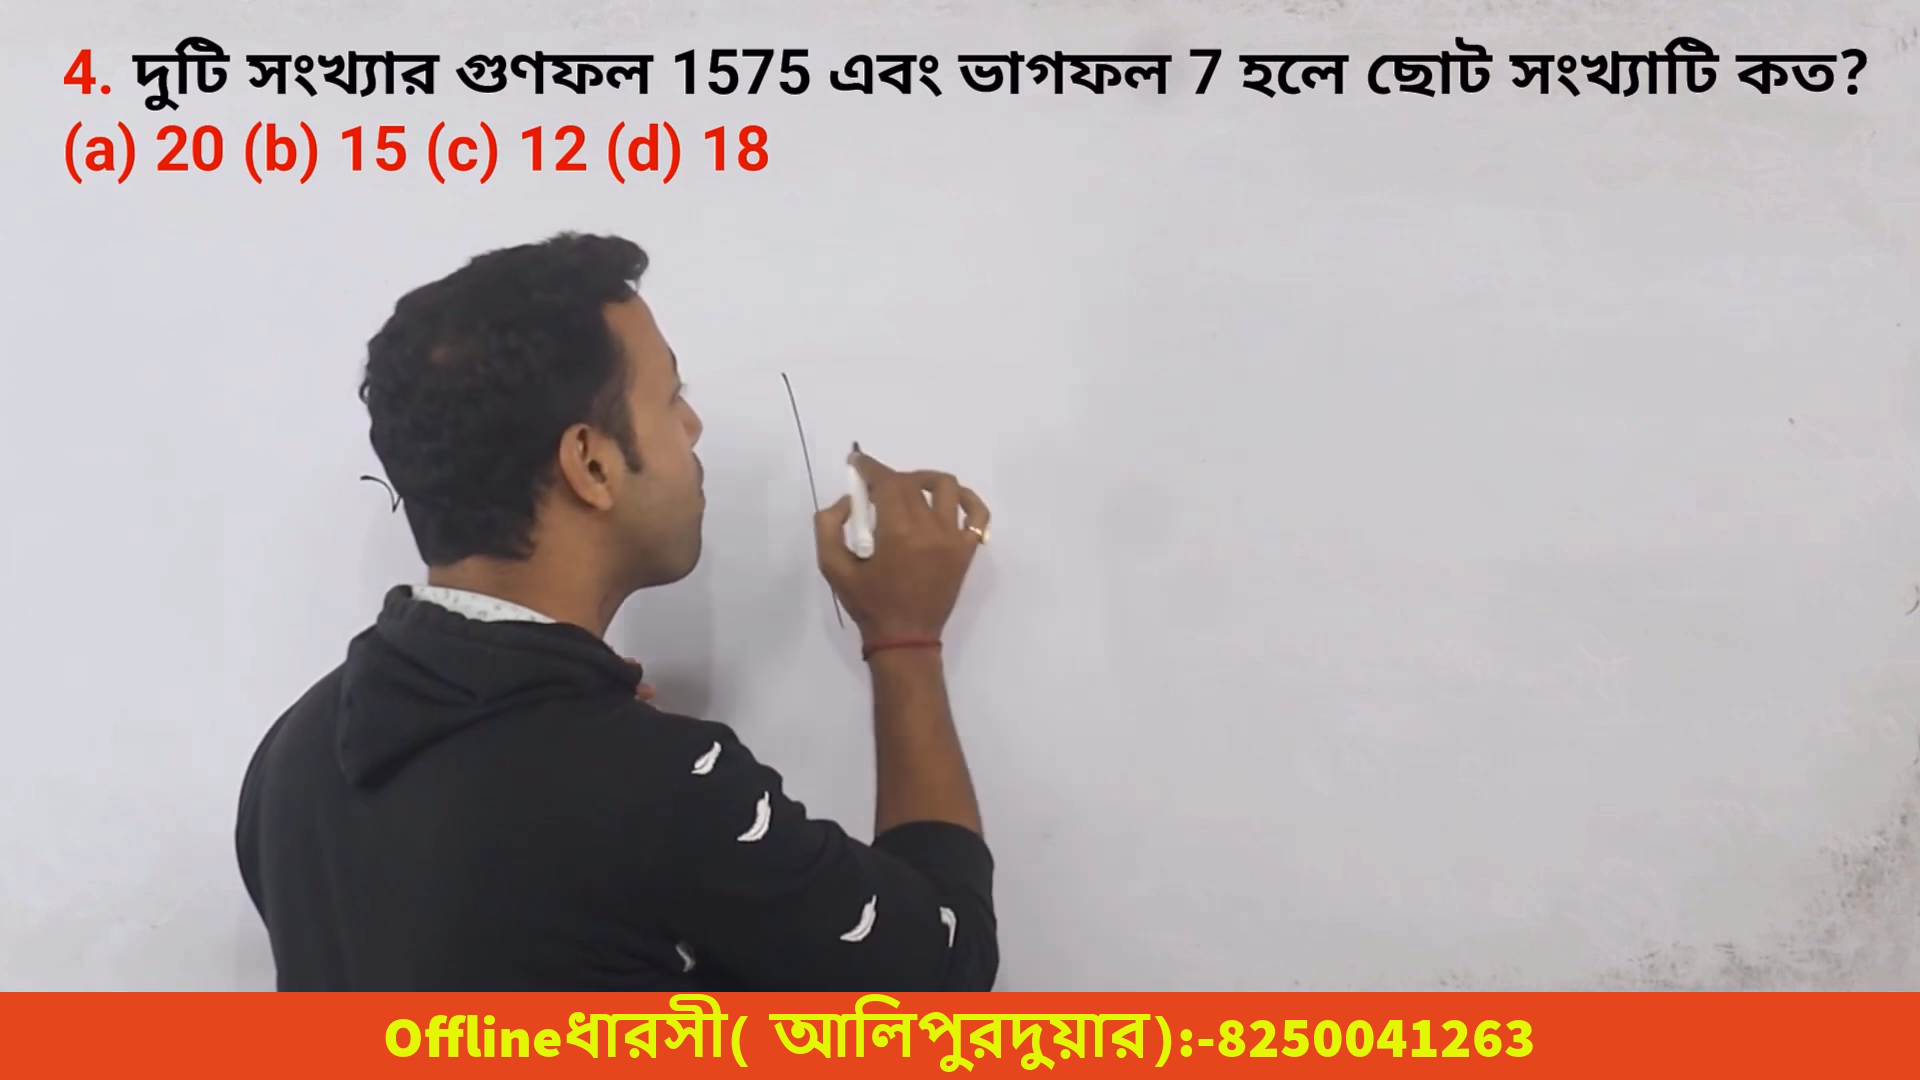 4. দুটি সংখ্যার গুণফল 1575 এবং ভাগফল 7 হলে ছোট সংখ্যাটি কত?
(a) 20 (b) 15 (c) 12 (d) 18
Offlineধারসী( আলিপুরদুয়ার):-8250041263